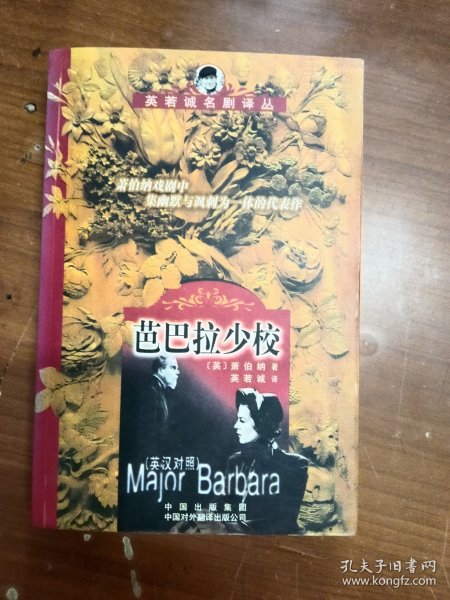 英若诚名剧译丛
萧伯纳戏剧中
集幽默与讽刺为一体的代表作
芭巴拉少校
〔英〕萧伯纳 著
英若诚 译
(英汉对照)
Major Barbara
中国出版集团
中国对外翻译出版公司
孔夫子旧书网
www.kongfz.com